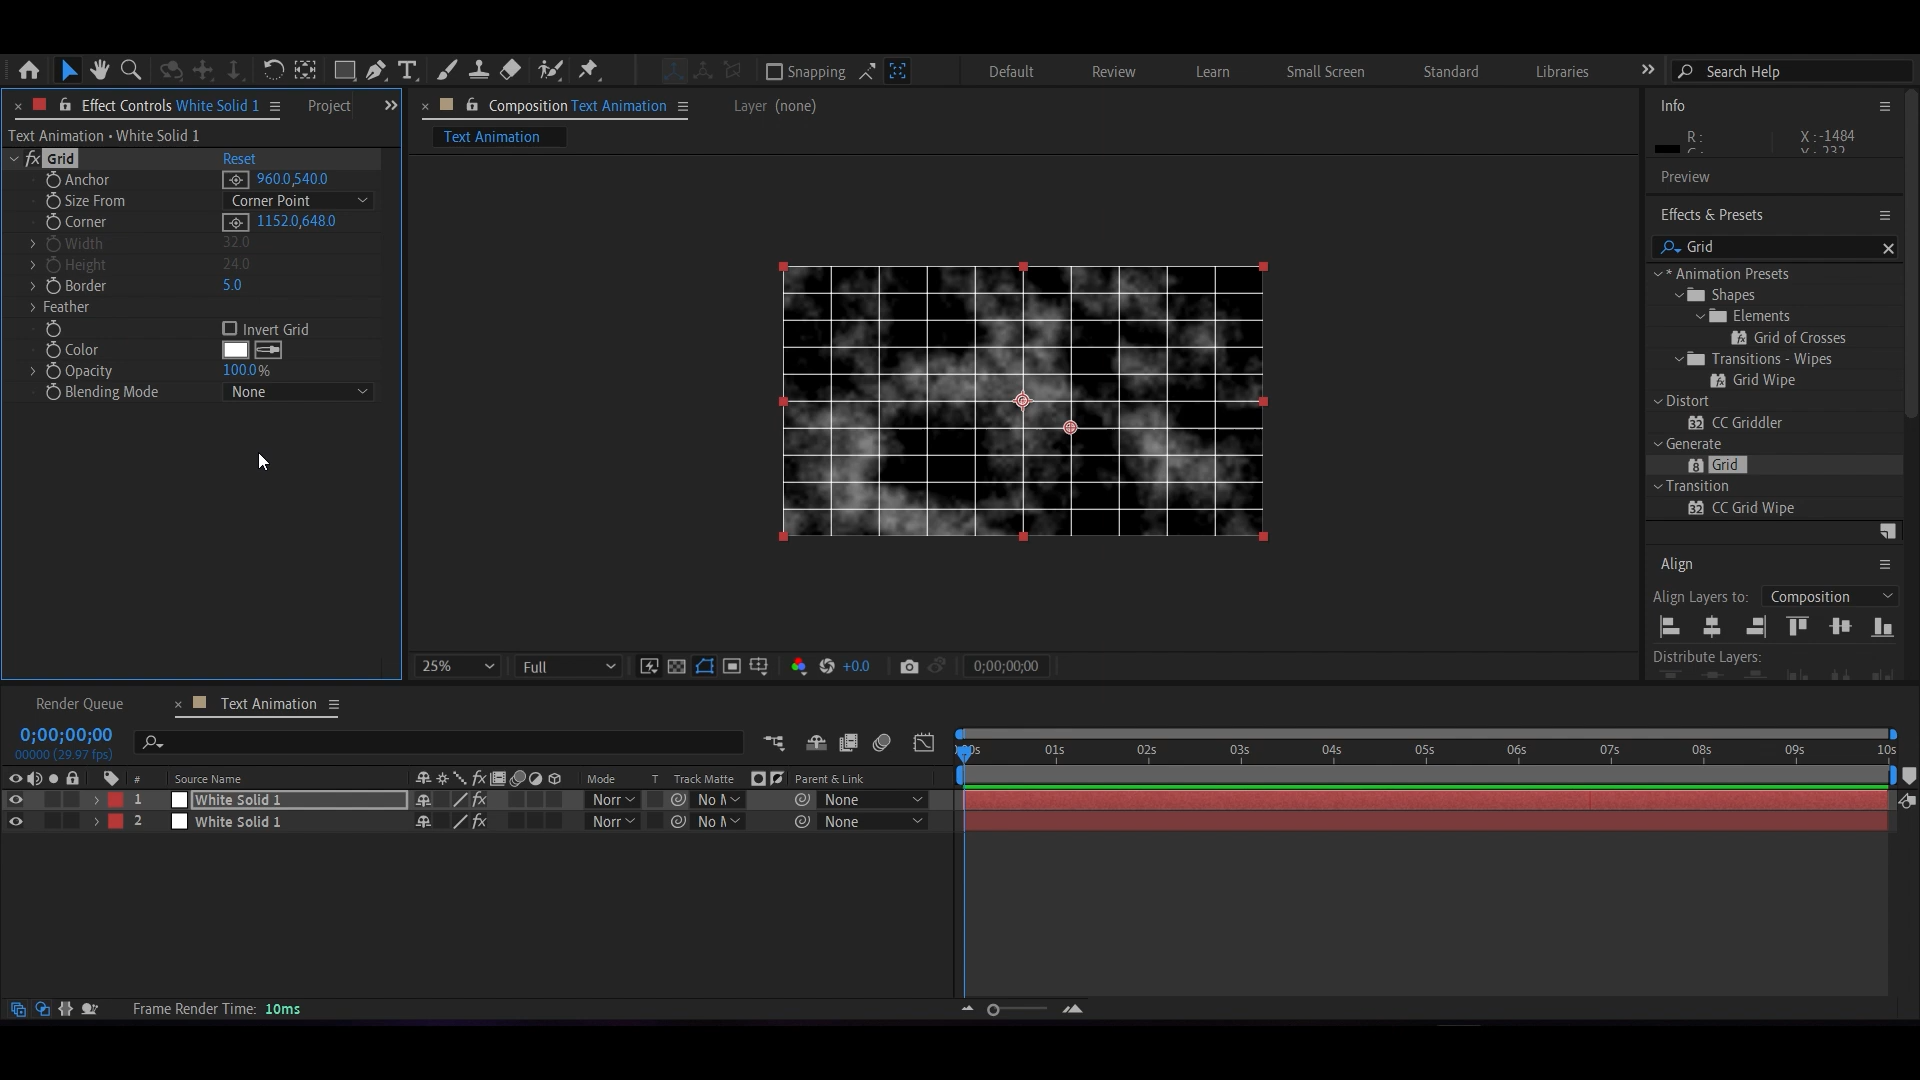 Snapping
Default
Review
Learn
Small Screen
Standard
Libraries
Search Help
Effect Controls White Solid 1
Project
Composition Text Animation
Layer (none)
Text Animation
Text Animation • White Solid 1
fx Grid
Reset
Anchor
960.0,540.0
Size From
Corner Point
Corner
1152.0,648.0
Width
32.0
Height
24.0
Border
5.0
Feather
Invert Grid
Color
Opacity
100.0%
Blending Mode
None
25%
Full
+0.0
0;00;00;00
Info
R:
X:-1484
Preview
Effects & Presets
Grid
* Animation Presets
Shapes
Elements
Grid of Crosses
Transitions - Wipes
Grid Wipe
Distort
CC Griddler
Generate
Grid
Transition
CC Grid Wipe
Align
Align Layers to:
Composition
Distribute Layers:
Render Queue
Text Animation
0;00;00;00
00000 (29.97 fps)
01s
02s
03s
04s
05s
06s
07s
08s
09s
10s
#
Source Name
fx
Mode
T
Track Matte
Parent & Link
1
White Solid 1
fx
Norr
No
None
2
White Solid 1
fx
Norr
No
None
Frame Render Time: 10ms